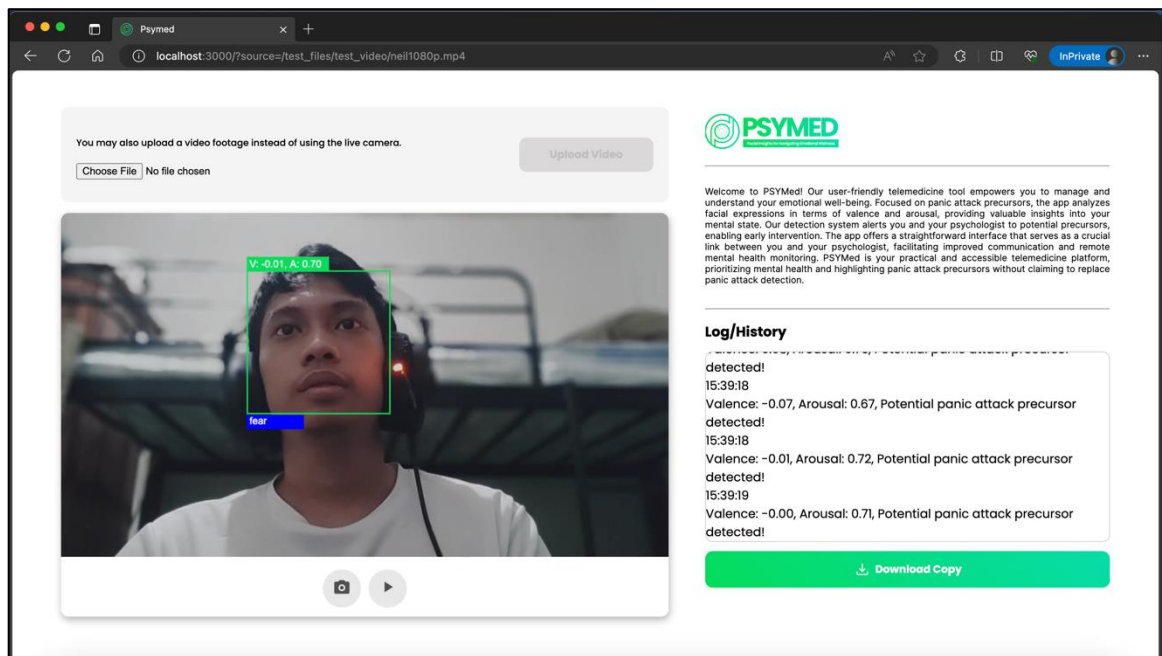 Psymed
localhost:3000/?source=/test_files/test_video/neil1080p.mp4
InPrivate
You may also upload a video footage instead of using the live camera.
Choose File No file chosen
Upload Video
V: -0.01, A: 0.70
fear
PSYMED
Welcome to PSYMed! Our user-friendly telemedicine tool empowers you to manage and
understand your emotional well-being. Focused on panic attack precursors, the app analyzes
facial expressions in terms of valence and arousal, providing valuable insights into your
mental state. Our detection system alerts you and your psychologist to potential precursors,
enabling early intervention. The app offers a straightforward interface that serves as a crucial
link between you and your psychologist, facilitating improved communication and remote
mental health monitoring. PSYMed is your practical and accessible telemedicine platform,
prioritizing mental health and highlighting panic attack precursors without claiming to replace
panic attack detection.
Log/History
detected!
15:39:18
Valence: -0.07, Arousal: 0.67, Potential panic attack precursor
detected!
15:39:18
Valence: -0.01, Arousal: 0.72, Potential panic attack precursor
detected!
15:39:19
Valence: -0.00, Arousal: 0.71, Potential panic attack precursor
detected!
Download Copy